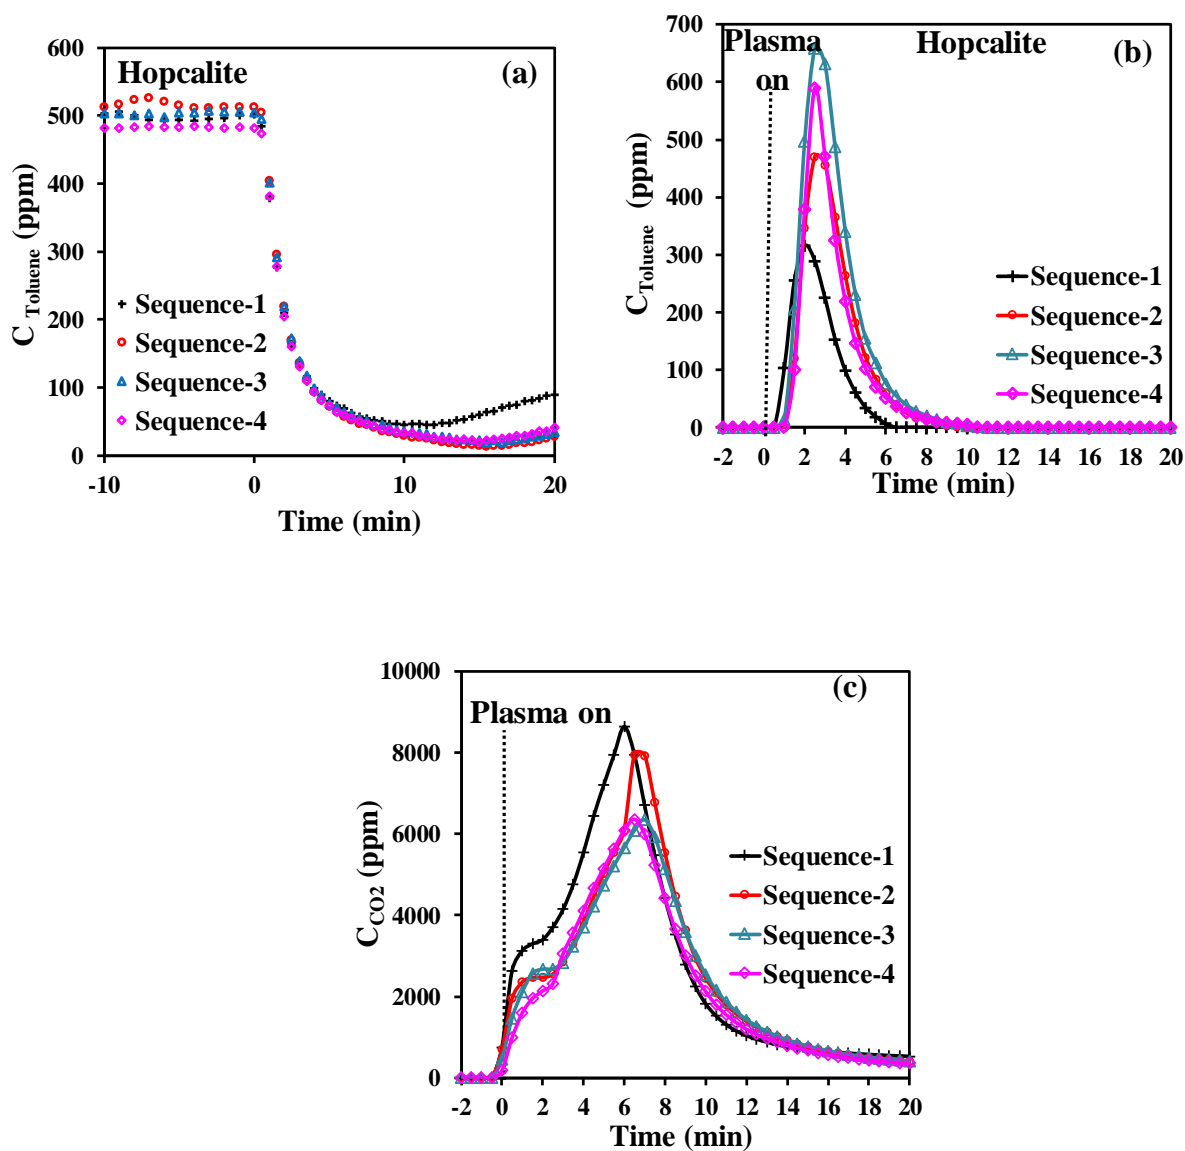 Hopcalite
(a)
600
500
400
300
200
100
0
C Toluene (ppm)
Sequence-1
Sequence-2
Sequence-3
Sequence-4
-10 0 10 20
Time (min)
Plasma
on
Hopcalite
(b)
700
600
500
400
300
200
100
0
CToluene (ppm)
Sequence-1
Sequence-2
Sequence-3
Sequence-4
-2 0 2 4 6 8 10 12 14 16 18 20
Time (min)
(c)
Plasma on
10000
8000
6000
4000
2000
0
CCO2 (ppm)
Sequence-1
Sequence-2
Sequence-3
Sequence-4
-2 0 2 4 6 8 10 12 14 16 18 20
Time (min)